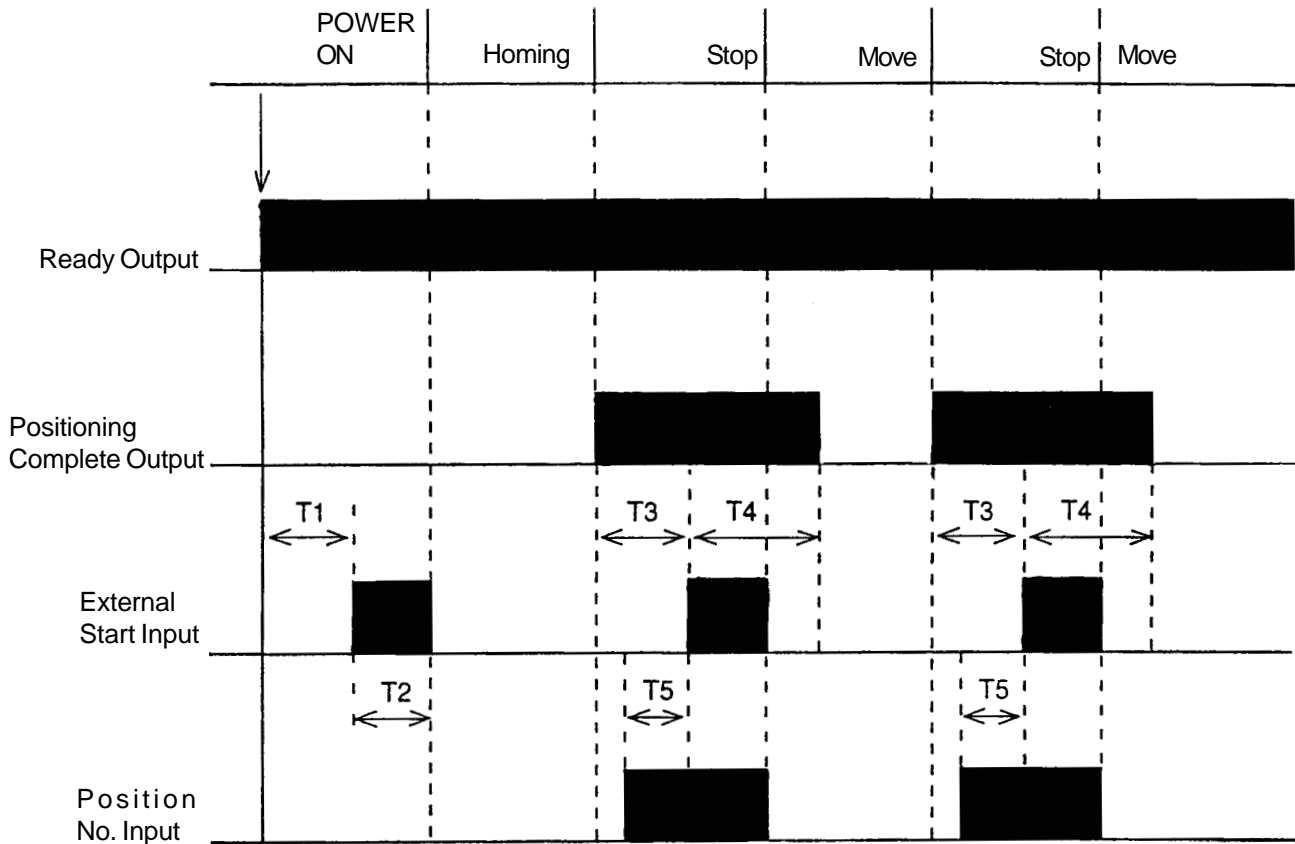 POWER
ON
Homing
Stop
Move
Stop
Move
Ready Output
Positioning
Complete Output
T1
T3
T4
T3
T4
External
Start Input
T2
T5
T5
Position
No. Input